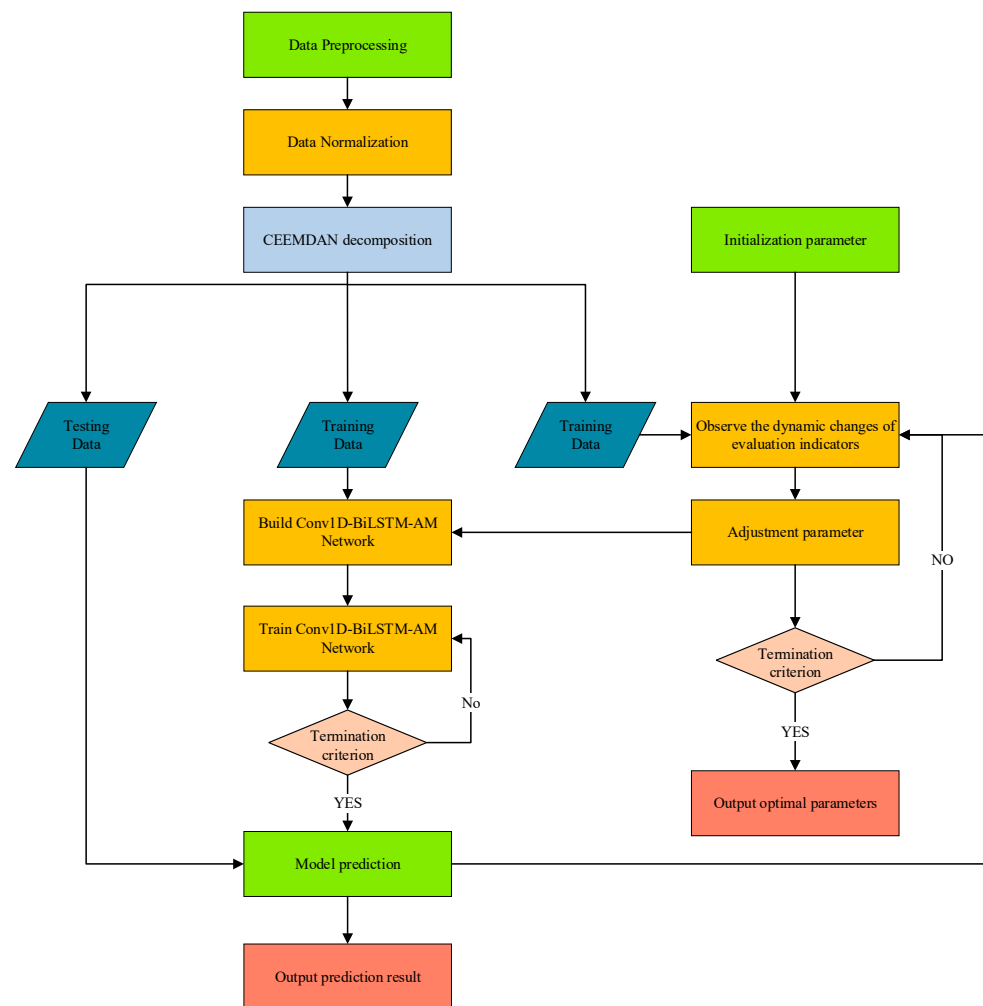 Data Preprocessing
Data Normalization
CEEMDAN decomposition
Initialization parameter
Testing
Data
Training
Data
Training
Data
Observe the dynamic changes of
evaluation indicators
Build Conv1D-BiLSTM-AM
Network
Adjustment parameter
NO
Train Conv1D-BiLSTM-AM
Network
Termination
criterion
No
Termination
criterion
YES
YES
Output optimal parameters
Model prediction
Output prediction result